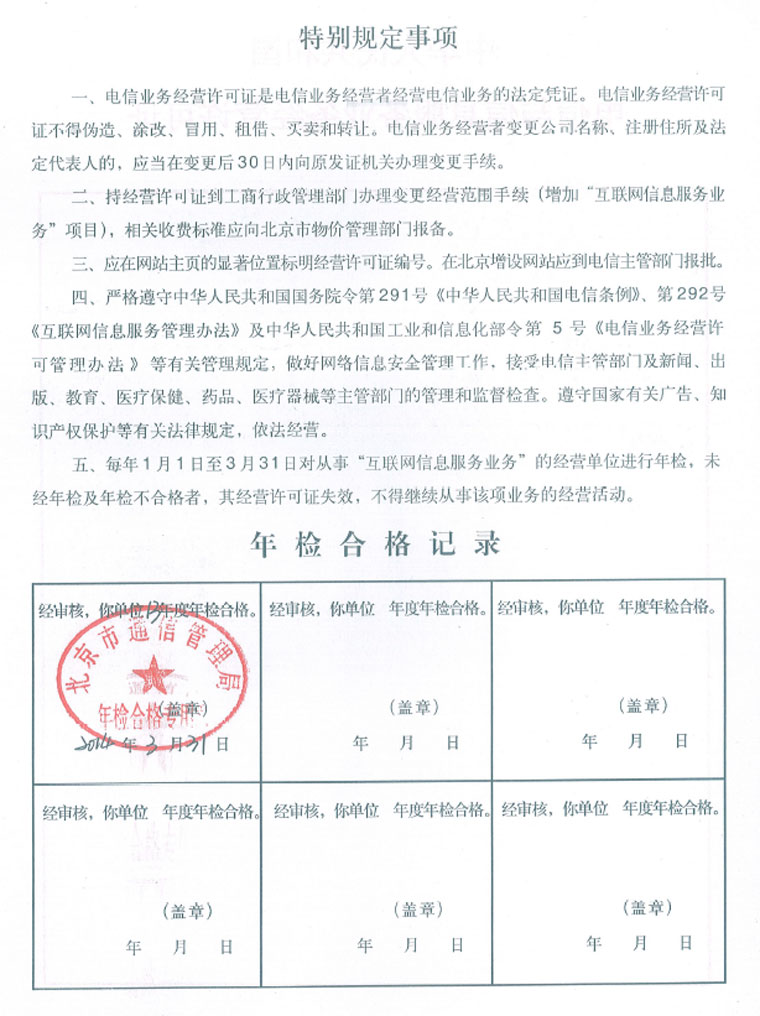 特别规定事项
一、电信业务经营许可证是电信业务经营者经营电信业务的法定凭证。电信业务经营许可
证不得伪造、涂改、冒用、租借、买卖和转让。电信业务经营者变更公司名称、注册住所及法
定代表人的，应当在变更后30日内向原发证机关办理变更手续。
二、持经营许可证到工商行政管理部门办理变更经营范围手续（增加“互联网信息服务业
务”项目），相关收费标准应向北京市物价管理部门报备。
三、应在网站主页的显著位置标明经营许可证编号。在北京增设网站应到电信主管部门报批。
四、严格遵守中华人民共和国国务院令第291号《中华人民共和国电信条例》、第292号
《互联网信息服务管理办法》及中华人民共和国工业和信息化部令第 5 号《电信业务经营许
可管理办法》等有关管理规定，做好网络信息安全管理工作，接受电信主管部门及新闻、出
版、教育、医疗保健、药品、医疗器械等主管部门的管理和监督检查。遵守国家有关广告、知
识产权保护等有关法律规定，依法经营。
五、每年1月1日至3月31日对从事“互联网信息服务业务”的经营单位进行年检，未
经年检及年检不合格者，其经营许可证失效，不得继续从事该项业务的经营活动。
年检合格记录
经审核，你单位13年度年检合格。
北京市通信管理局
年检合格专用章
（盖章）
2014年3月31日
经审核，你单位 年度年检合格。
（盖章）
年 月 日
经审核，你单位 年度年检合格。
（盖章）
年 月 日
经审核，你单位 年度年检合格。
（盖章）
年 月 日
经审核，你单位 年度年检合格。
（盖章）
年 月 日
经审核，你单位 年度年检合格。
（盖章）
年 月 日